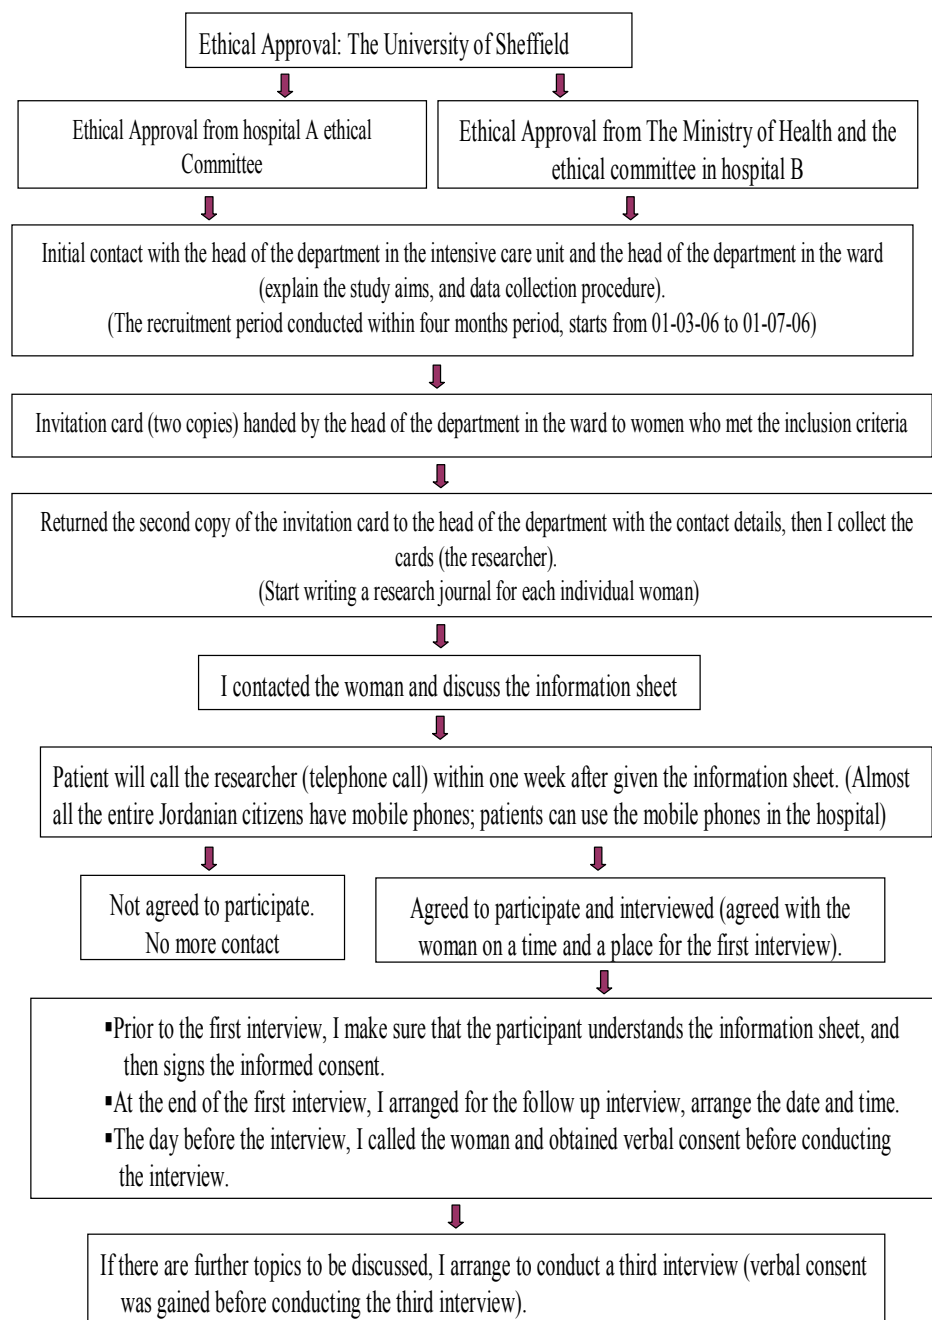 Ethical Approval: The University of Sheffield
Ethical Approval from hospital A ethical
Committee
Ethical Approval from The Ministry of Health and the
ethical committee in hospital B
Initial contact with the head of the department in the intensive care unit and the head of the department in the ward
(explain the study aims, and data collection procedure).
(The recruitment period conducted within four months period, starts from 01-03-06 to 01-07-06)
Invitation card (two copies) handed by the head of the department in the ward to women who met the inclusion criteria
Returned the second copy of the invitation card to the head of the department with the contact details, then I collect the
cards (the researcher).
(Start writing a research journal for each individual woman)
I contacted the woman and discuss the information sheet
Patient will call the researcher (telephone call) within one week after given the information sheet. (Almost
all the entire Jordanian citizens have mobile phones; patients can use the mobile phones in the hospital)
Not agreed to participate.
No more contact
Agreed to participate and interviewed (agreed with the
woman on a time and a place for the first interview).
▪Prior to the first interview, I make sure that the participant understands the information sheet, and
then signs the informed consent.
▪At the end of the first interview, I arranged for the follow up interview, arrange the date and time.
▪The day before the interview, I called the woman and obtained verbal consent before conducting
the interview.
If there are further topics to be discussed, I arrange to conduct a third interview (verbal consent
was gained before conducting the third interview).